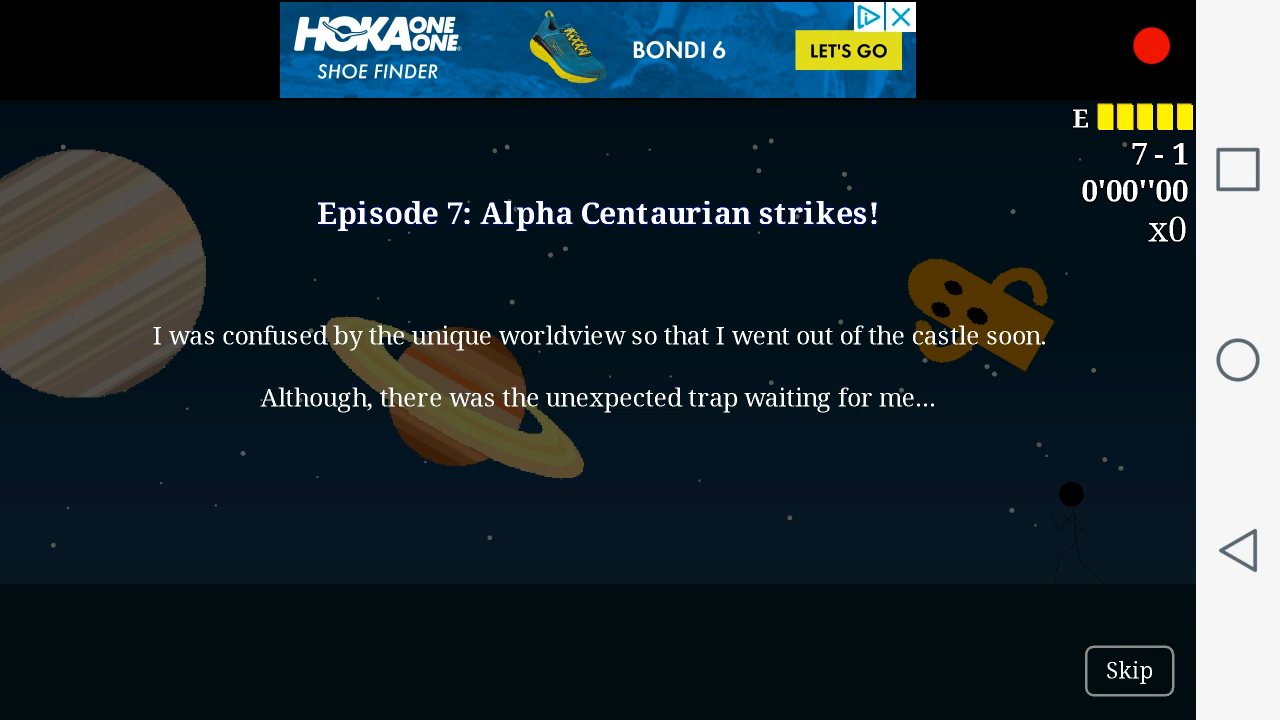 HOKA ONE ONE
SHOE FINDER
BONDI 6
LET'S GO
E
7 - 1
0'00''00
x0
Episode 7: Alpha Centaurian strikes!
I was confused by the unique worldview so that I went out of the castle soon.
Although, there was the unexpected trap waiting for me...
Skip